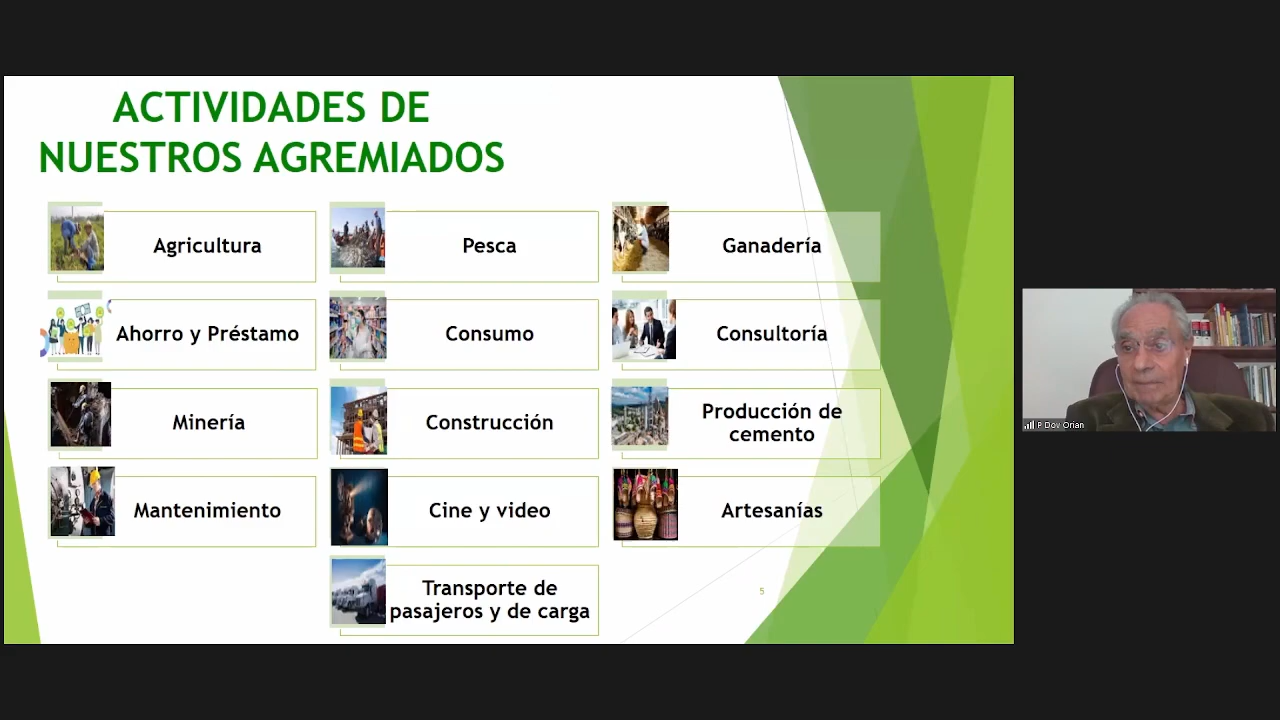 ACTIVIDADES DE
NUESTROS AGREMIADOS
Agricultura
Pesca
Ganadería
Ahorro y Préstamo
Consumo
Consultoría
Minería
Construcción
Producción de
cemento
Mantenimiento
Cine y video
Artesanías
Transporte de
pasajeros y de carga
5
P Dov Orian